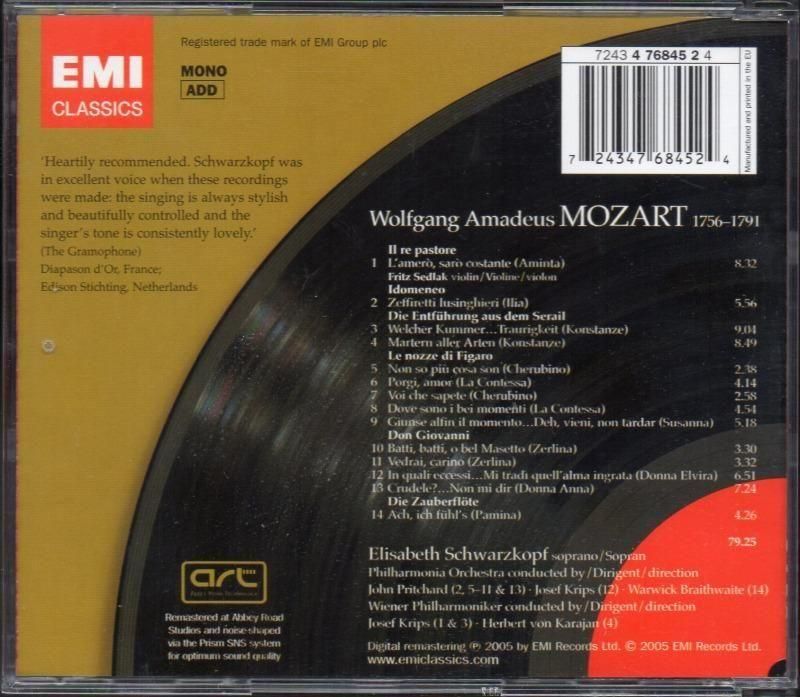 EMI
CLASSICS
Registered trade mark of EMI Group plc
MONO
ADD
7243 4 76845 2 4
Manufactured and printed in the EU
7 24347 68452 4
'Heartily recommended. Schwarzkopf was
in excellent voice when these recordings
were made: the singing is always stylish
and beautifully controlled and the
singer's tone is consistently lovely.'
(The Gramophone)
Diapason d'Or, France;
Edison Stichting, Netherlands
Wolfgang Amadeus MOZART 1756–1791
Il re pastore
1 L'amerò, sarò costante (Aminta) 8.32
Fritz Sedlak violin/Violine/violon
Idomeneo
2 Zeffiretti lusinghieri (Ilia) 5.56
Die Entführung aus dem Serail
3 Welcher Kummer...Traurigkeit (Konstanze) 9.04
4 Martern aller Arten (Konstanze) 8.49
Le nozze di Figaro
5 Non so più cosa son (Cherubino) 2.38
6 Porgi, amor (La Contessa) 4.14
7 Voi che sapete (Cherubino) 2.58
8 Dove sono i bei momenti (La Contessa) 4.54
9 Giunse alfin il momento...Deh, vieni, non tardar (Susanna) 5.18
Don Giovanni
10 Batti, batti, o bel Masetto (Zerlina) 3.30
11 Vedrai, carino (Zerlina) 3.32
12 In quali eccessi...Mi tradì quell'alma ingrata (Donna Elvira) 6.51
13 Crudele?...Non mi dir (Donna Anna) 7.24
Die Zauberflöte
14 Ach, ich fühl's (Pamina) 4.26
79.25
Elisabeth Schwarzkopf soprano/Sopran
Philharmonia Orchestra conducted by/Dirigent/direction
John Pritchard (2, 5–11 & 13) · Josef Krips (12) · Warwick Braithwaite (14)
Wiener Philharmoniker conducted by/Dirigent/direction
Josef Krips (1 & 3) · Herbert von Karajan (4)
art
Abbey Road Technology
Remastered at Abbey Road
Studios and noise-shaped
via the Prism SNS system
for optimum sound quality
Digital remastering ℗ 2005 by EMI Records Ltd. © 2005 EMI Records Ltd.
www.emiclassics.com